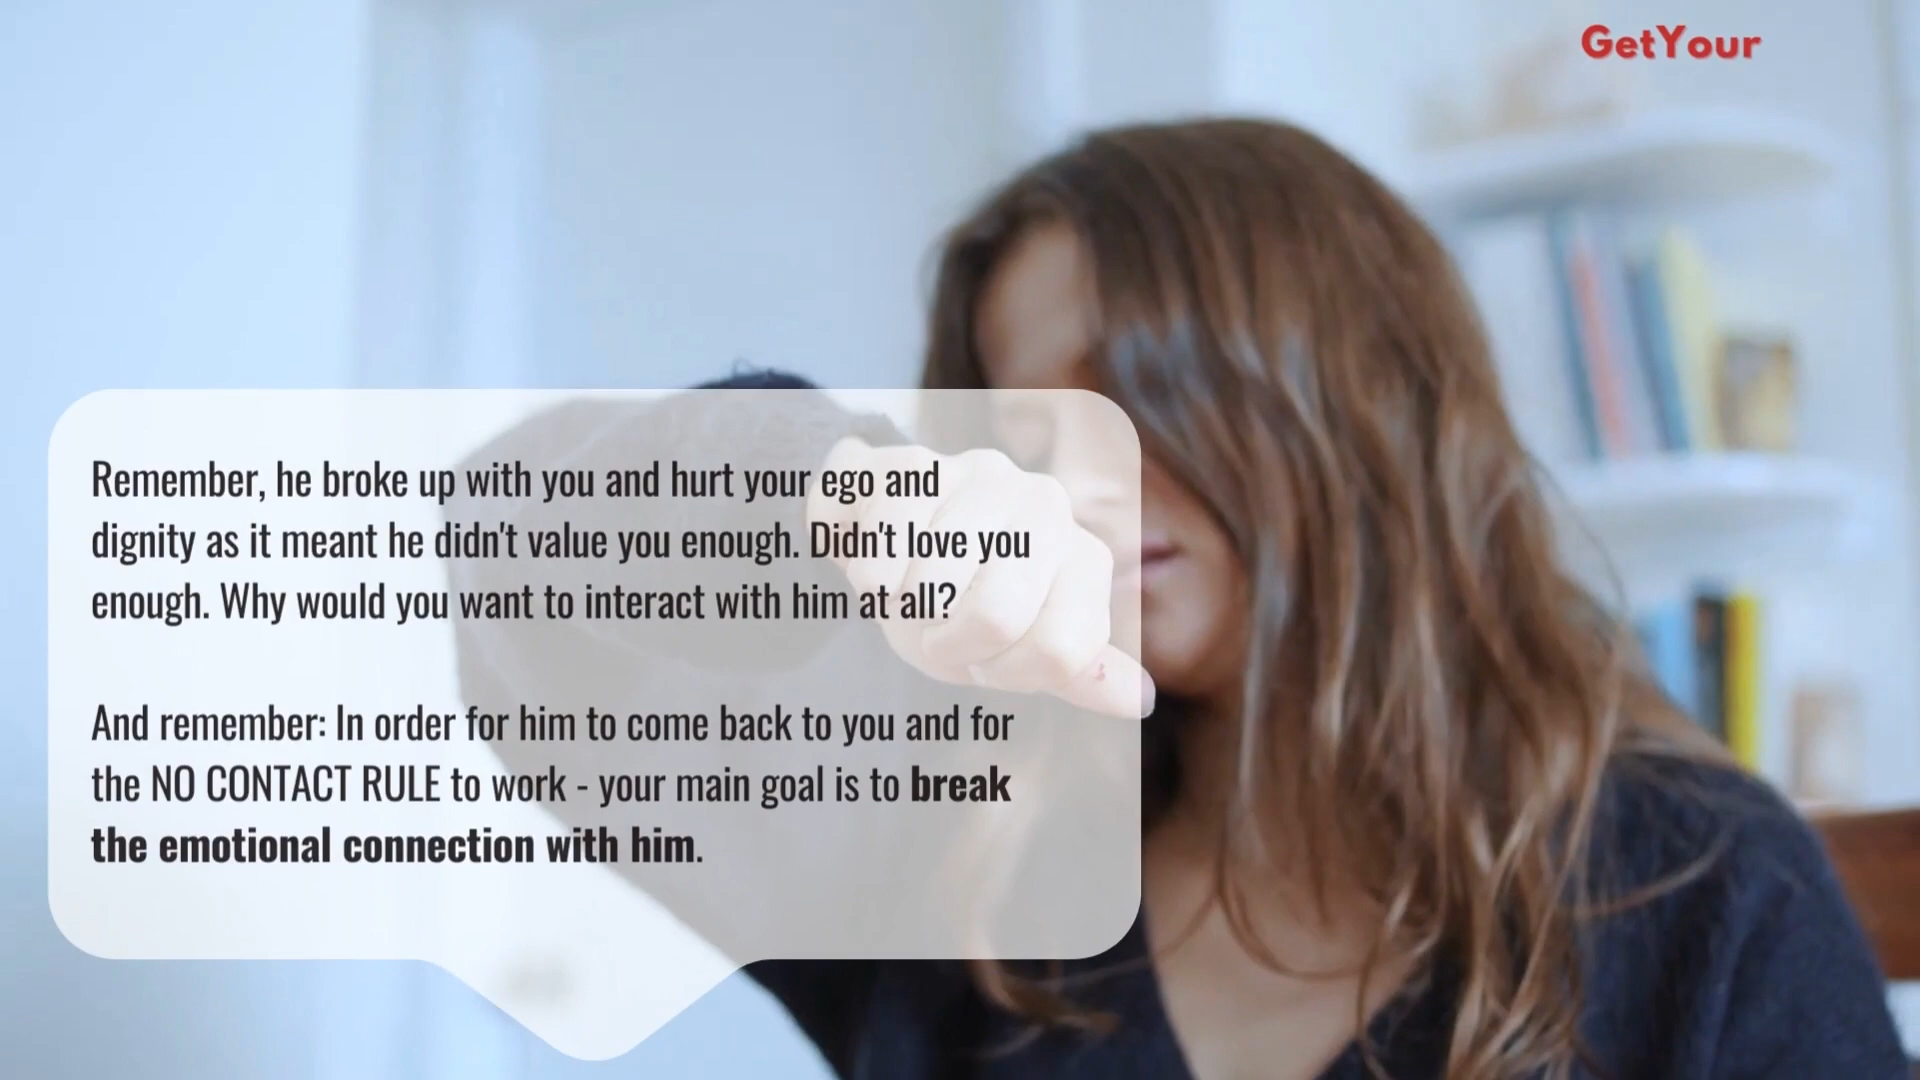 GetYour
Remember, he broke up with you and hurt your ego and
dignity as it meant he didn't value you enough. Didn't love you
enough. Why would you want to interact with him at all?
And remember: In order for him to come back to you and for
the NO CONTACT RULE to work - your main goal is to break
the emotional connection with him.